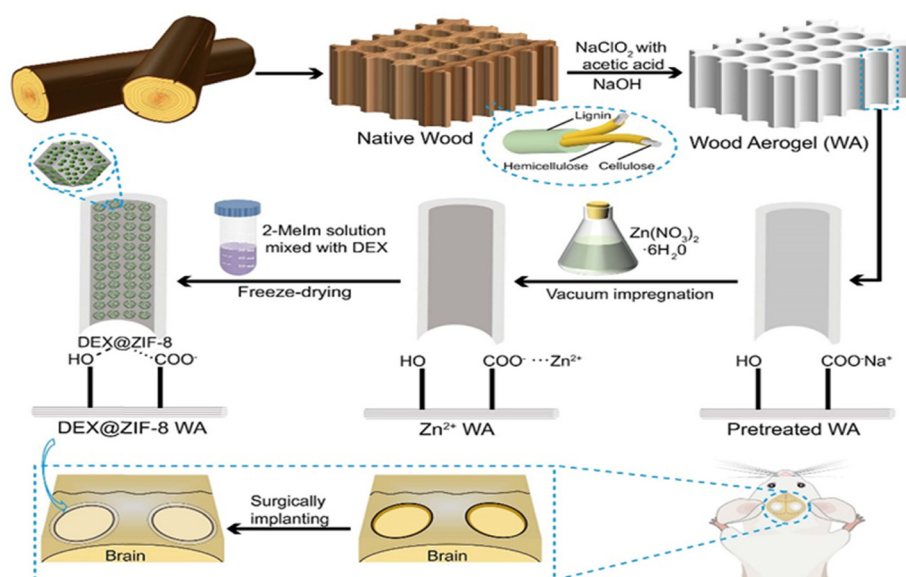 NaClO₂ with
acetic acid
NaOH
Native Wood
Wood Aerogel (WA)
Lignin
Hemicellulose
Cellulose
2-MeIm solution
mixed with DEX
Freeze-drying
Zn(NO₃)₂
·6H₂0
Vacuum impregnation
DEX@ZIF-8
HO
COO⁻
HO
COO⁻ ···Zn²⁺
HO
COO⁻Na⁺
DEX@ZIF-8 WA
Zn²⁺ WA
Pretreated WA
Surgically
implanting
Brain
Brain